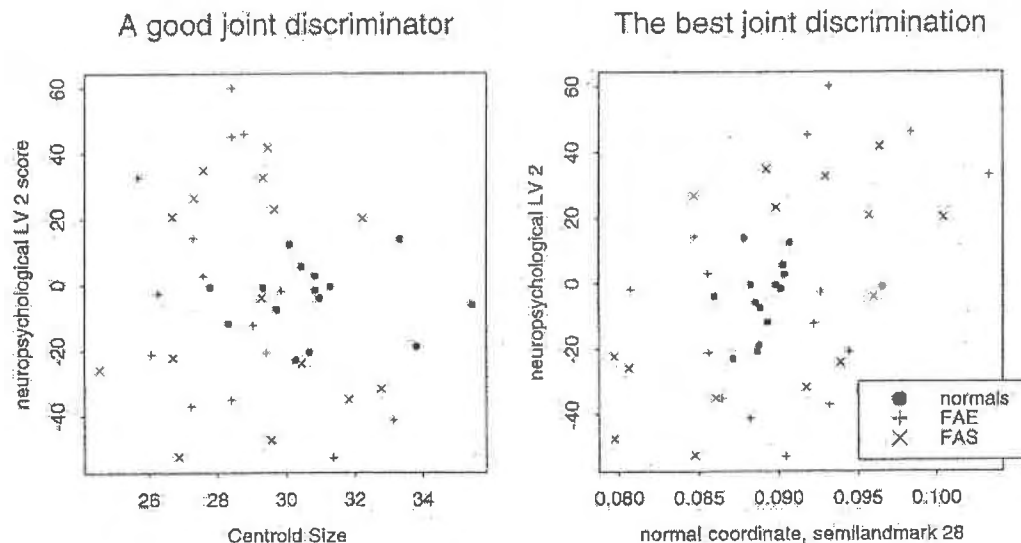 A good joint discriminator
neuropsychological LV 2 score
60
40
20
0
-20
-40
26
28
30
32
34
Centroid Size
The best joint discrimination
neuropsychological LV 2
60
40
20
0
-20
-40
0.080
0.085
0.090
0.095
0.100
normal coordinate, semilandmark 28
normals
FAE
FAS